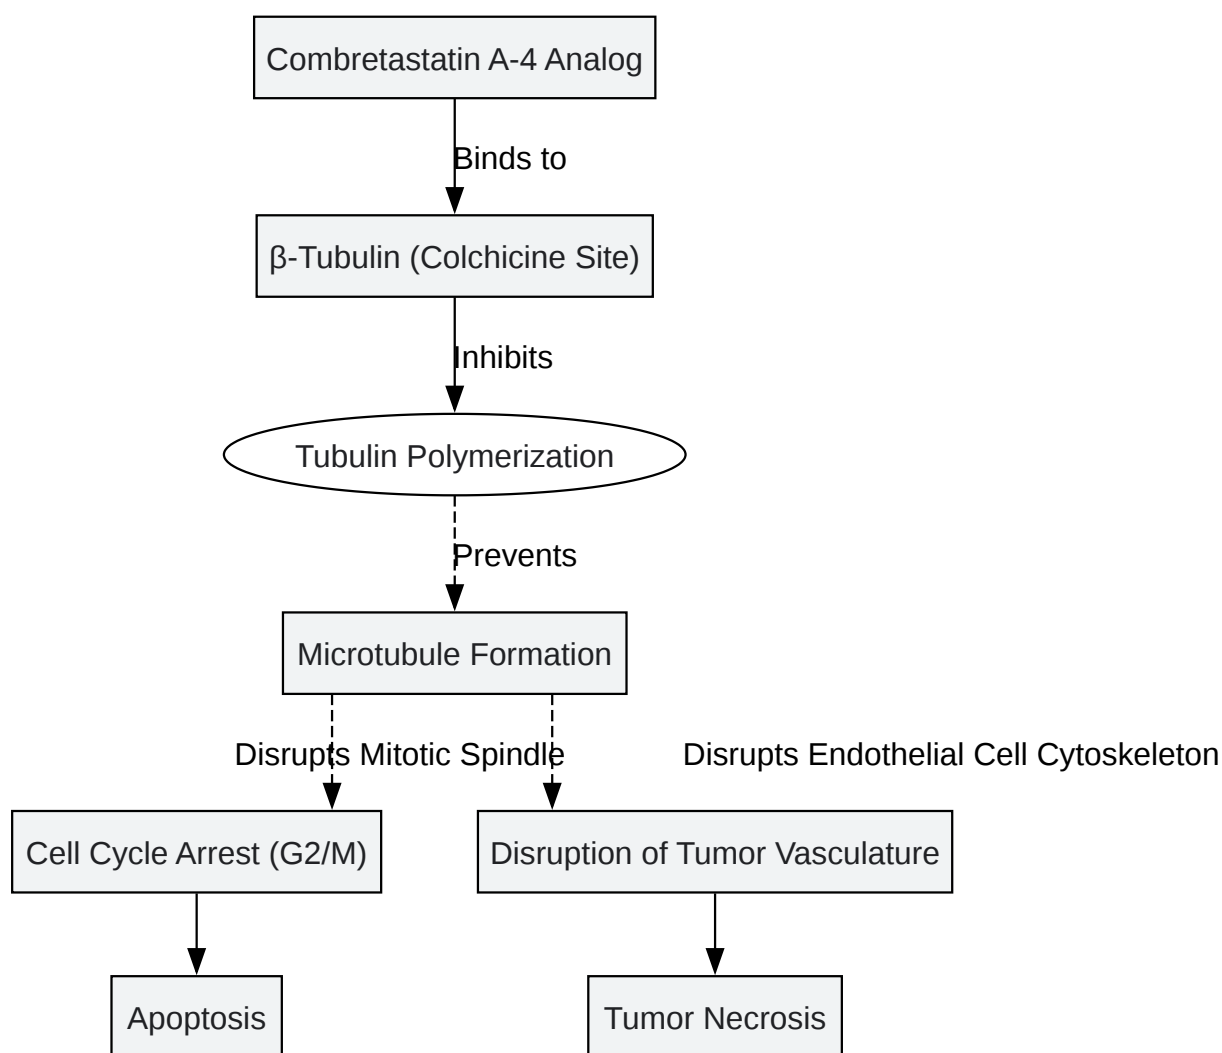 Combretastatin A-4 Analog
Binds to
β-Tubulin (Colchicine Site)
Inhibits
Tubulin Polymerization
Prevents
Microtubule Formation
Disrupts Mitotic Spindle
Disrupts Endothelial Cell Cytoskeleton
Cell Cycle Arrest (G2/M)
Disruption of Tumor Vasculature
Apoptosis
Tumor Necrosis